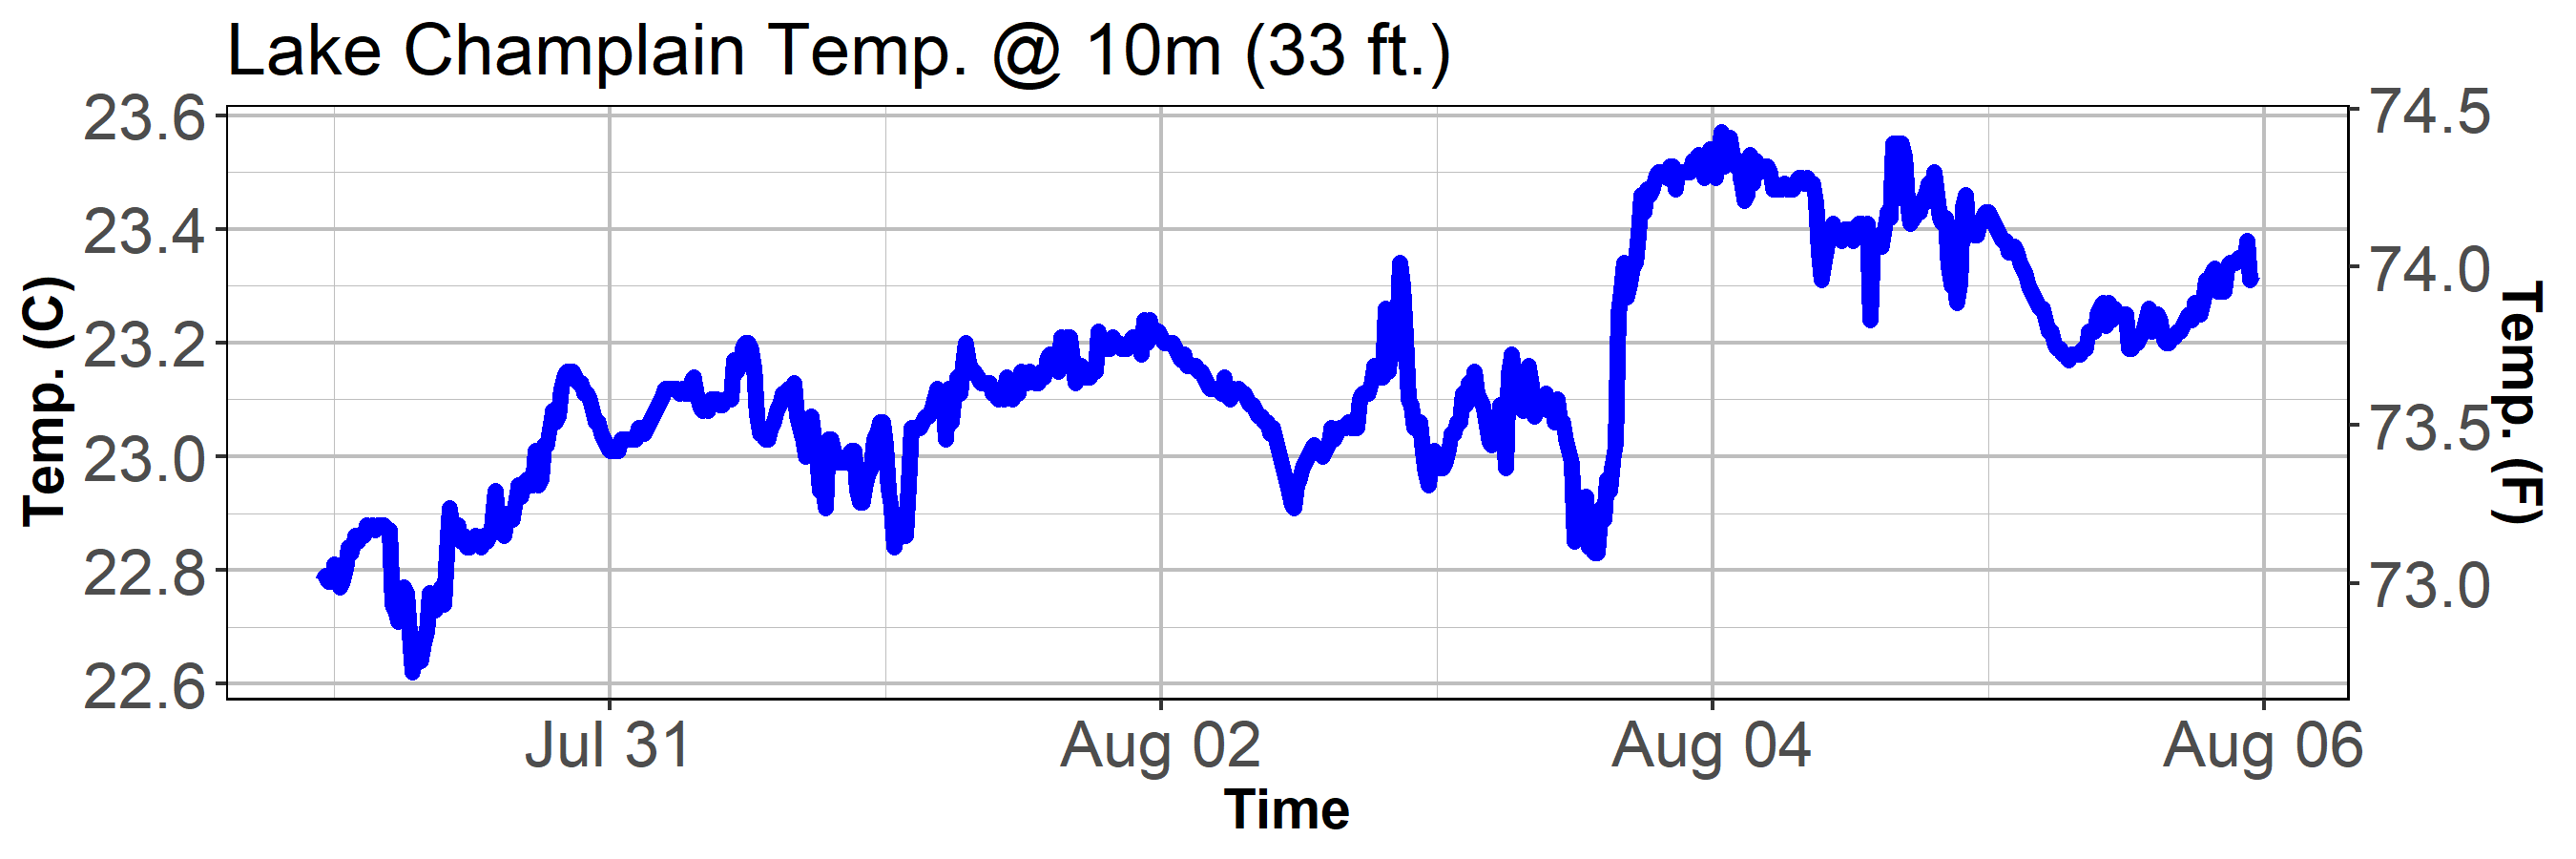 Lake Champlain Temp. @ 10m (33 ft.)
Temp. (C)
23.6
23.4
23.2
23.0
22.8
22.6
74.5
74.0
73.5
73.0
Temp. (F)
Jul 31
Aug 02
Aug 04
Aug 06
Time